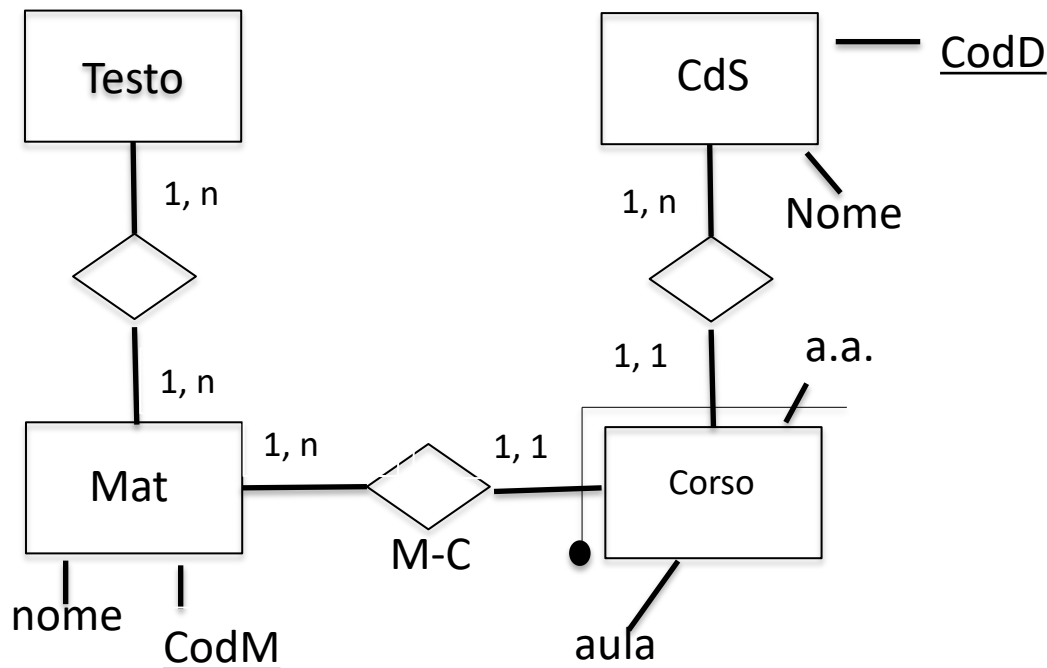 Testo
CdS
CodD
1, n
1, n
Nome
1, n
1, 1
a.a.
Mat
1, n
1, 1
Corso
M-C
nome
CodM
aula